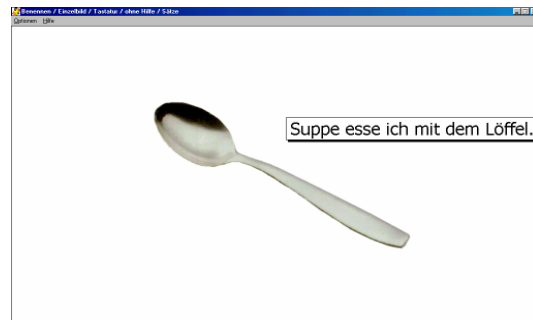 Benennen / Einzelbild / Tastatur / ohne Hilfe / Sätze
Optionen Hilfe
Suppe esse ich mit dem Löffel.